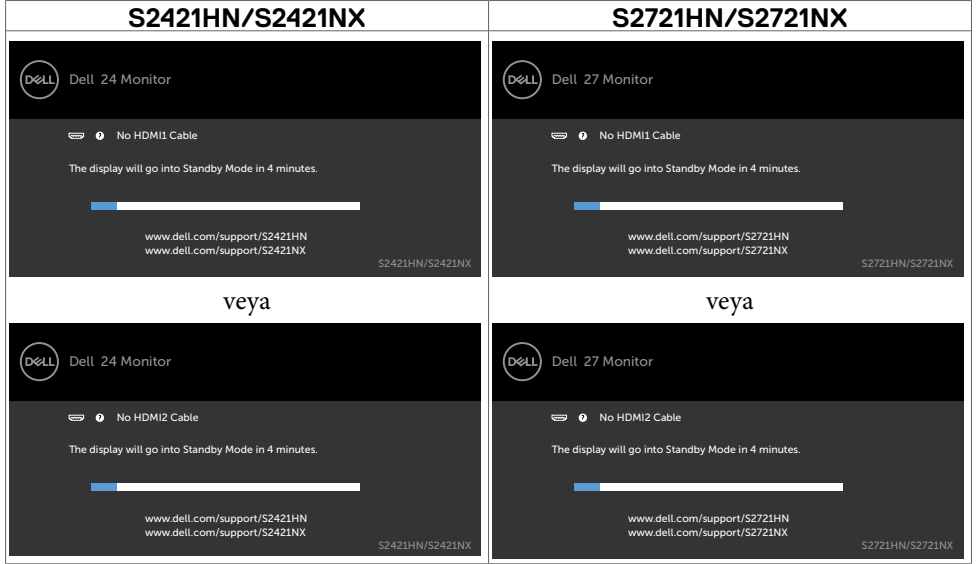 S2421HN/S2421NX
S2721HN/S2721NX
DELL Dell 24 Monitor
No HDMI1 Cable
The display will go into Standby Mode in 4 minutes.
www.dell.com/support/S2421HN
www.dell.com/support/S2421NX
S2421HN/S2421NX
DELL Dell 27 Monitor
No HDMI1 Cable
The display will go into Standby Mode in 4 minutes.
www.dell.com/support/S2721HN
www.dell.com/support/S2721NX
S2721HN/S2721NX
veya
veya
DELL Dell 24 Monitor
No HDMI2 Cable
The display will go into Standby Mode in 4 minutes.
www.dell.com/support/S2421HN
www.dell.com/support/S2421NX
S2421HN/S2421NX
DELL Dell 27 Monitor
No HDMI2 Cable
The display will go into Standby Mode in 4 minutes.
www.dell.com/support/S2721HN
www.dell.com/support/S2721NX
S2721HN/S2721NX